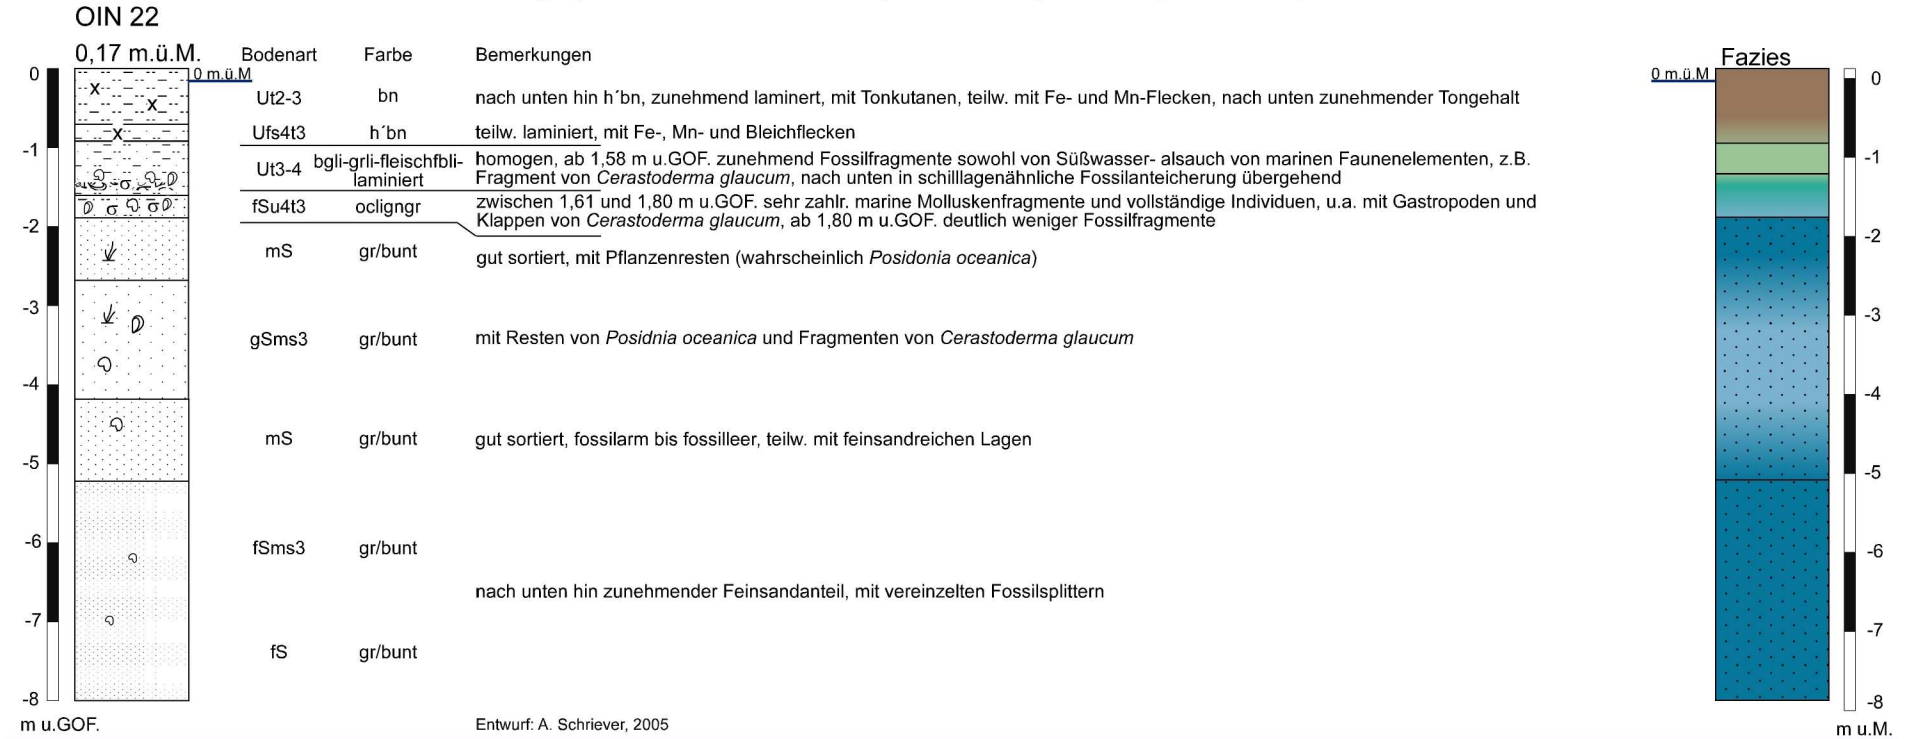 OIN 22
0,17 m.ü.M. Bodenart Farbe Bemerkungen Fazies
0 0 m.ü.M 0 m.ü.M 0
Ut2-3 bn nach unten hin h´bn, zunehmend laminert, mit Tonkutanen, teilw. mit Fe- und Mn-Flecken, nach unten zunehmender Tongehalt
x
x
x
Ufs4t3 h´bn teilw. laminiert, mit Fe-, Mn- und Bleichflecken
-1 -1
Ut3-4 bgli-grli-fleischfbli-
laminiert
homogen, ab 1,58 m u.GOF. zunehmend Fossilfragmente sowohl von Süßwasser- alsauch von marinen Faunenelementen, z.B.
Fragment von Cerastoderma glaucum, nach unten in schilllagenähnliche Fossilanteicherung übergehend
fSu4t3 ocligngr zwischen 1,61 und 1,80 m u.GOF. sehr zahlr. marine Molluskenfragmente und vollständige Individuen, u.a. mit Gastropoden und
Klappen von Cerastoderma glaucum, ab 1,80 m u.GOF. deutlich weniger Fossilfragmente
-2 -2
mS gr/bunt gut sortiert, mit Pflanzenresten (wahrscheinlich Posidonia oceanica)
-3 -3
gSms3 gr/bunt mit Resten von Posidnia oceanica und Fragmenten von Cerastoderma glaucum
-4 -4
mS gr/bunt gut sortiert, fossilarm bis fossilleer, teilw. mit feinsandreichen Lagen
-5 -5
-6 fSms3 gr/bunt -6
nach unten hin zunehmender Feinsandanteil, mit vereinzelten Fossilsplittern
-7 -7
fS gr/bunt
-8 -8
m u.GOF. Entwurf: A. Schriever, 2005 m u.M.